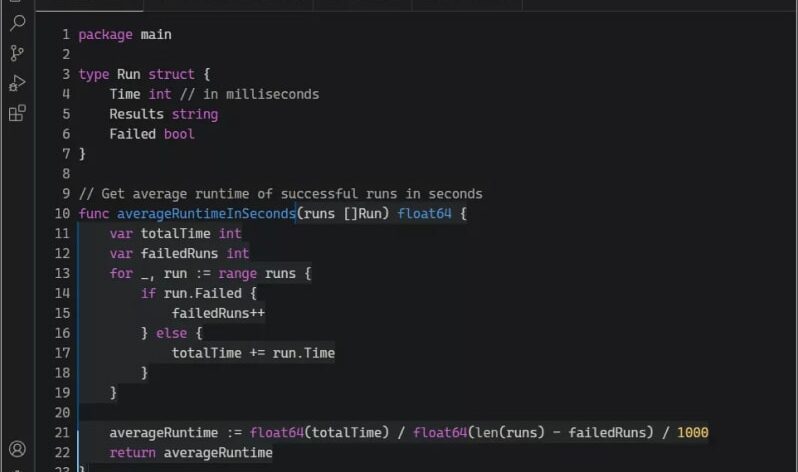 1 package main
2
3 type Run struct {
4 Time int // in milliseconds
5 Results string
6 Failed bool
7 }
8
9 // Get average runtime of successful runs in seconds
10 func averageRuntimeInSeconds(runs []Run) float64 {
11 var totalTime int
12 var failedRuns int
13 for _, run := range runs {
14 if run.Failed {
15 failedRuns++
16 } else {
17 totalTime += run.Time
18 }
19 }
20
21 averageRuntime := float64(totalTime) / float64(len(runs) - failedRuns) / 1000
22 return averageRuntime
23 }